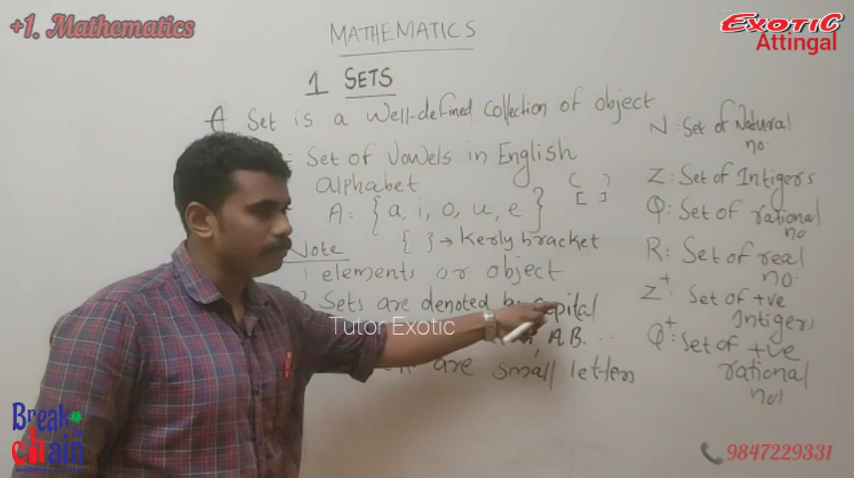 +1. Mathematics
EXOTIC
Attingal
MATHEMATICS
1 SETS
A Set is a well-defined collection of object
Set of vowels in English
alphabet
A = {a, i, o, u, e}
( )
[ ]
{ } → Kerly bracket
Note
1 elements or object
2 Sets are denoted by capital
A B. ..
are small letters
N : Set of Natural
no.
Z : Set of Intigers
Q : Set of rational
no.
R : Set of real
no.
Z⁺ : Set of +ve
Intigers
Q⁺ : Set of +ve
rational
no.
Tutor Exotic
Break
chain
9847229331